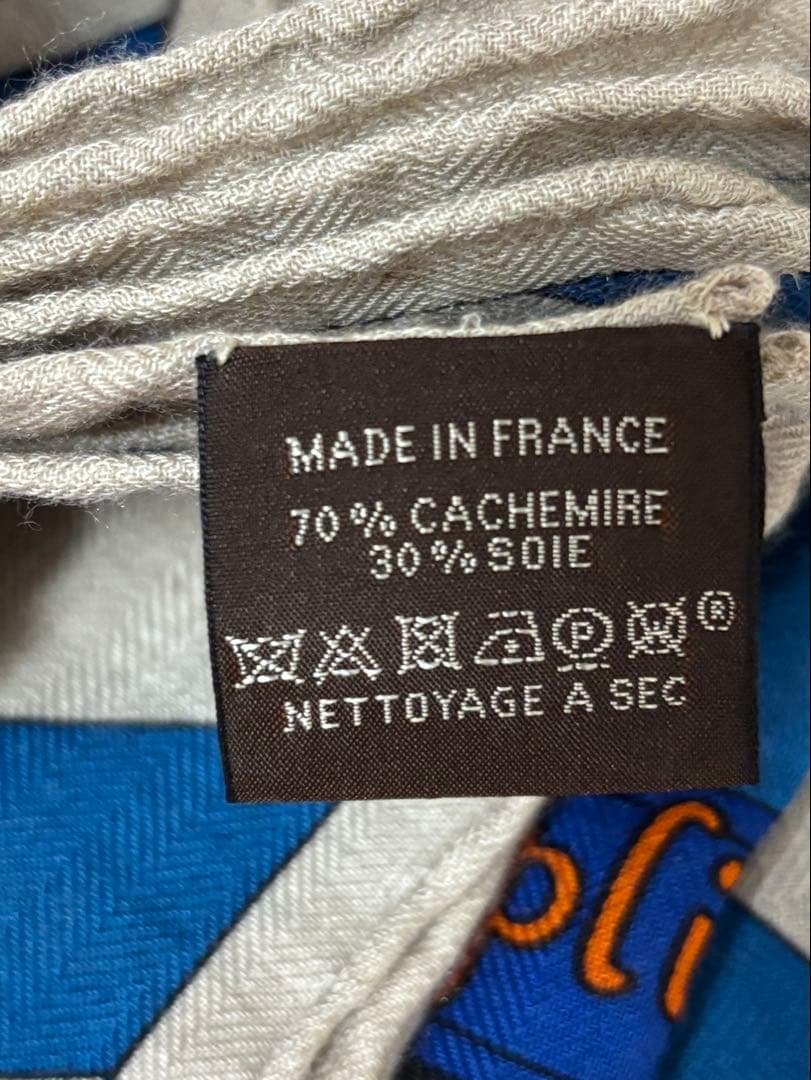 MADE IN FRANCE
70 % CACHEMIRE
30 % SOIE
P W ®
NETTOYAGE A SEC